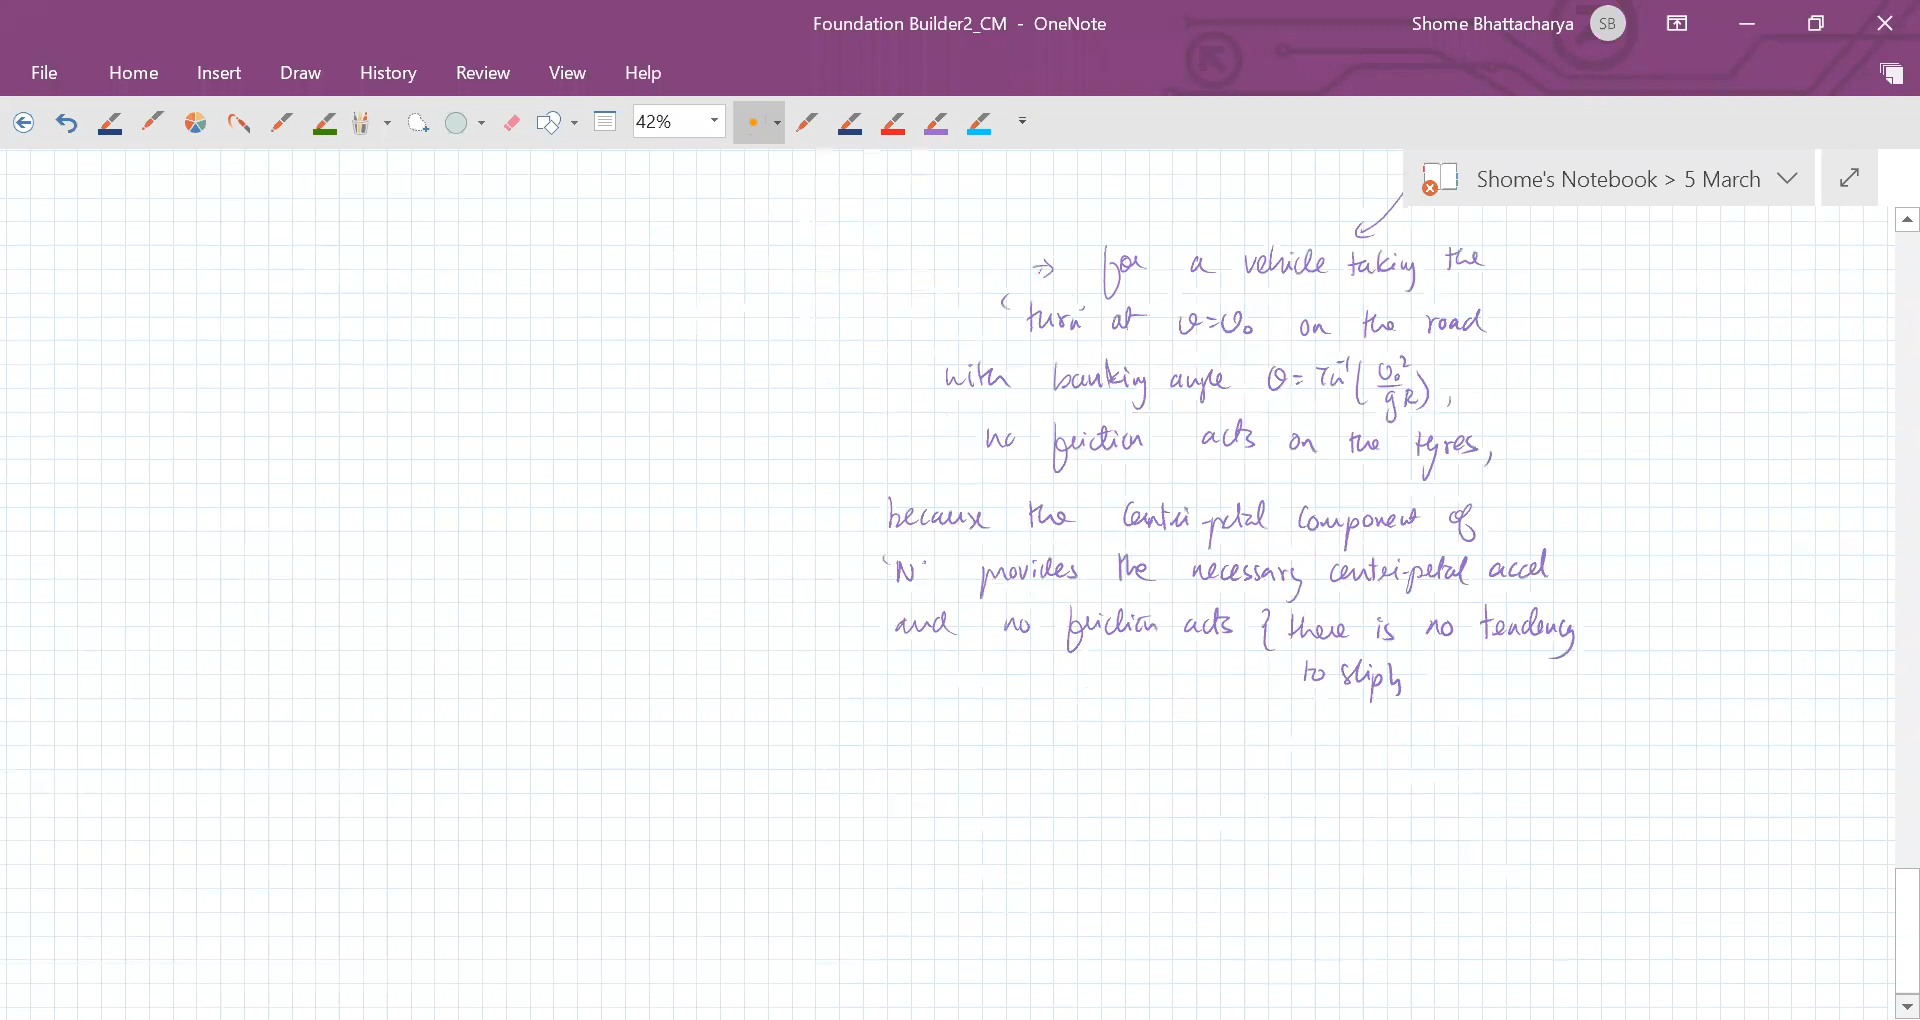 Foundation Builder2_CM - OneNote
Shome Bhattacharya SB
File Home Insert Draw History Review View Help
42%
Shome's Notebook > 5 March
⇒ for a vehicle taking the
'turn' at v=v₀ on the road
with banking angle θ = Tan⁻¹(v₀²/gR),
no friction acts on the tyres,
because the centri-petal component of
'N' provides the necessary centri-petal accel
and no friction acts { there is no tendency
to slip}